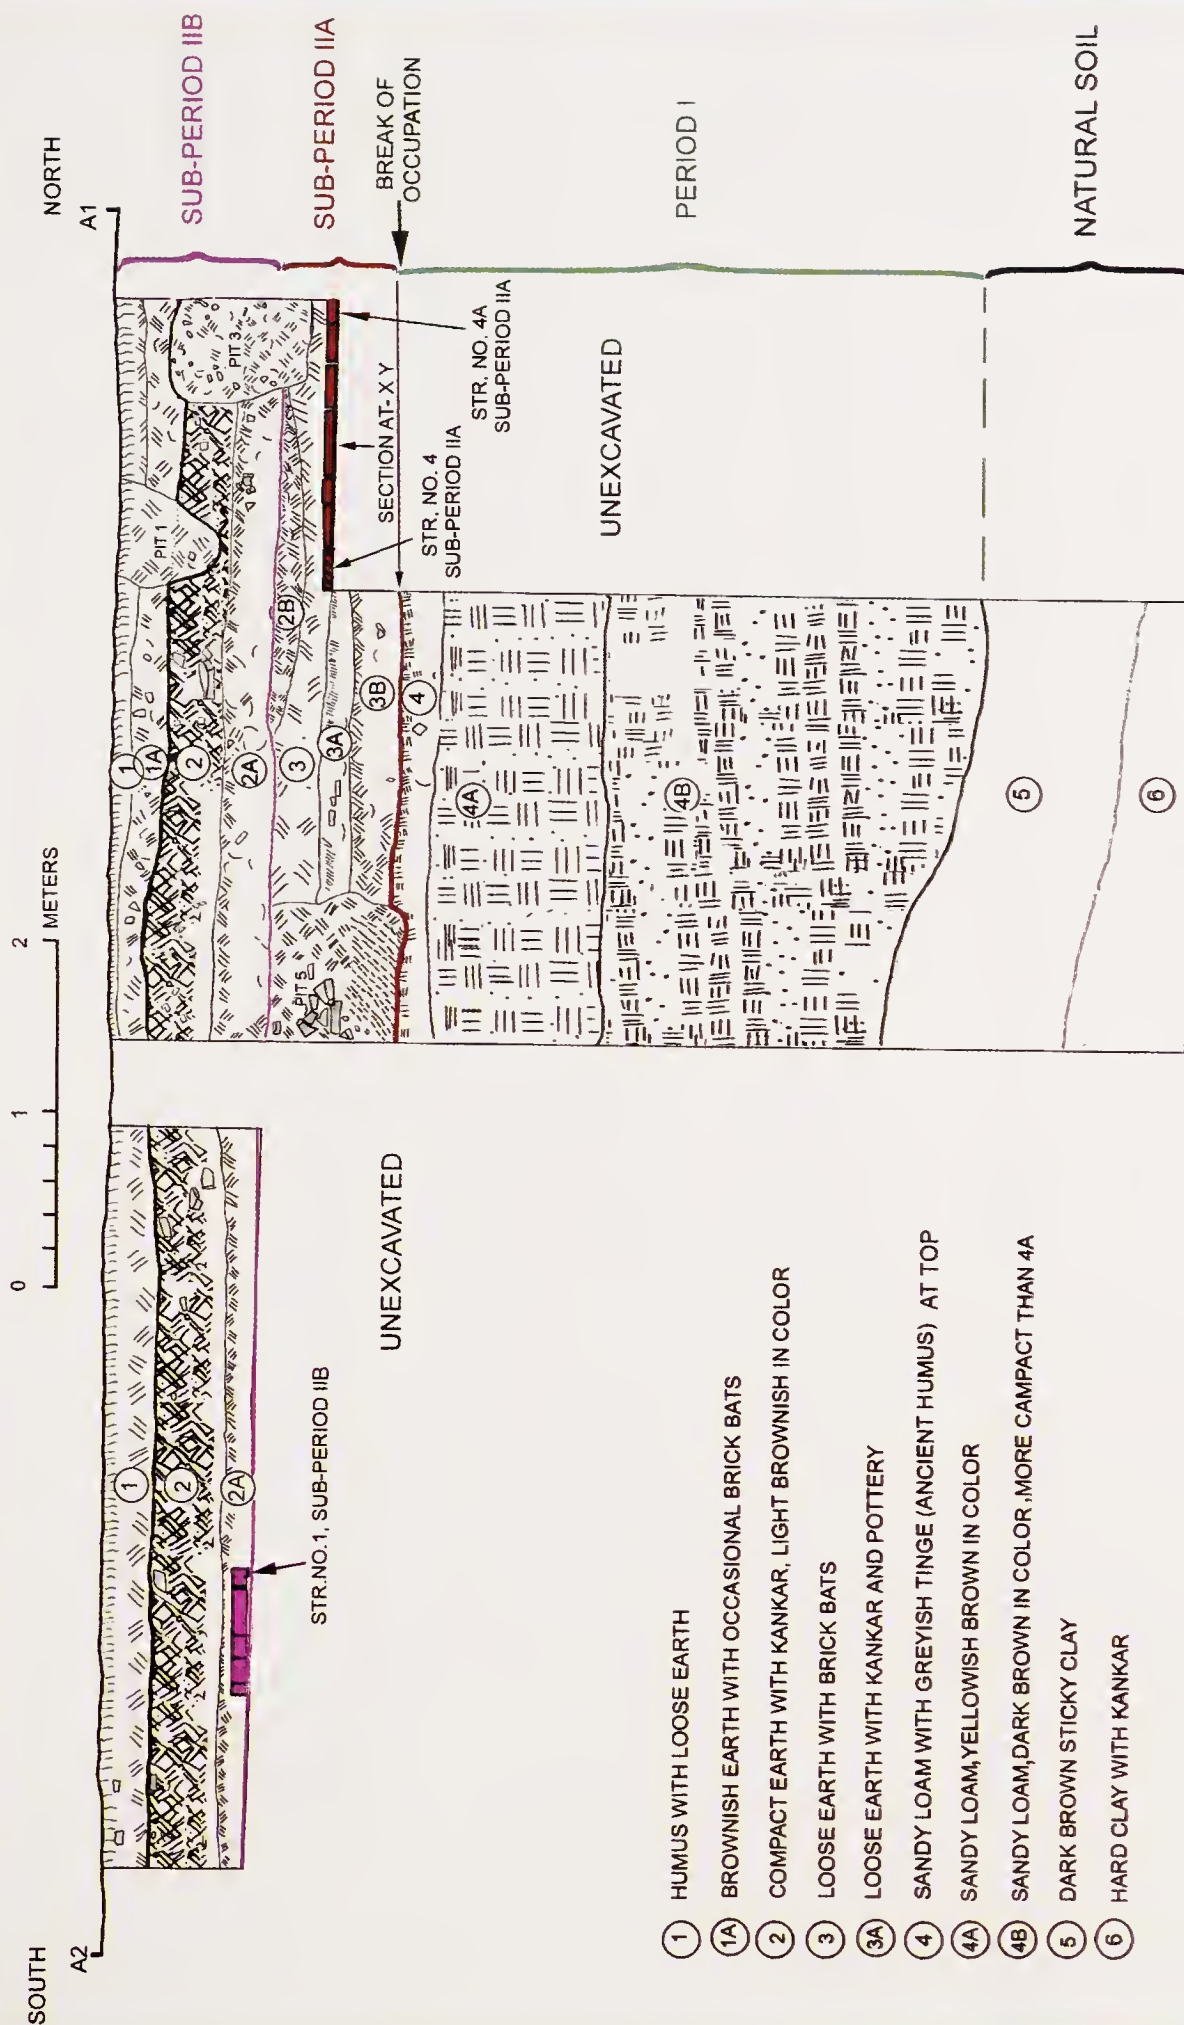 SOUTH
NORTH
A2
A1
0 1 2 METERS
SUB-PERIOD IIB
SUB-PERIOD IIA
BREAK OF
OCCUPATION
PERIOD I
NATURAL SOIL
1
2
2A
STR.NO.1, SUB-PERIOD IIB
UNEXCAVATED
1
1A
2
2A
2B
3
3A
3B
4
4A
4B
5
6
PIT 1
PIT 3
PIT 5
SECTION AT- X Y
STR. NO. 4
SUB-PERIOD IIA
STR. NO. 4A
SUB-PERIOD IIA
UNEXCAVATED
1 HUMUS WITH LOOSE EARTH
1A BROWNISH EARTH WITH OCCASIONAL BRICK BATS
2 COMPACT EARTH WITH KANKAR, LIGHT BROWNISH IN COLOR
3 LOOSE EARTH WITH BRICK BATS
3A LOOSE EARTH WITH KANKAR AND POTTERY
4 SANDY LOAM WITH GREYISH TINGE (ANCIENT HUMUS) AT TOP
4A SANDY LOAM,YELLOWISH BROWN IN COLOR
4B SANDY LOAM,DARK BROWN IN COLOR ,MORE CAMPACT THAN 4A
5 DARK BROWN STICKY CLAY
6 HARD CLAY WITH KANKAR